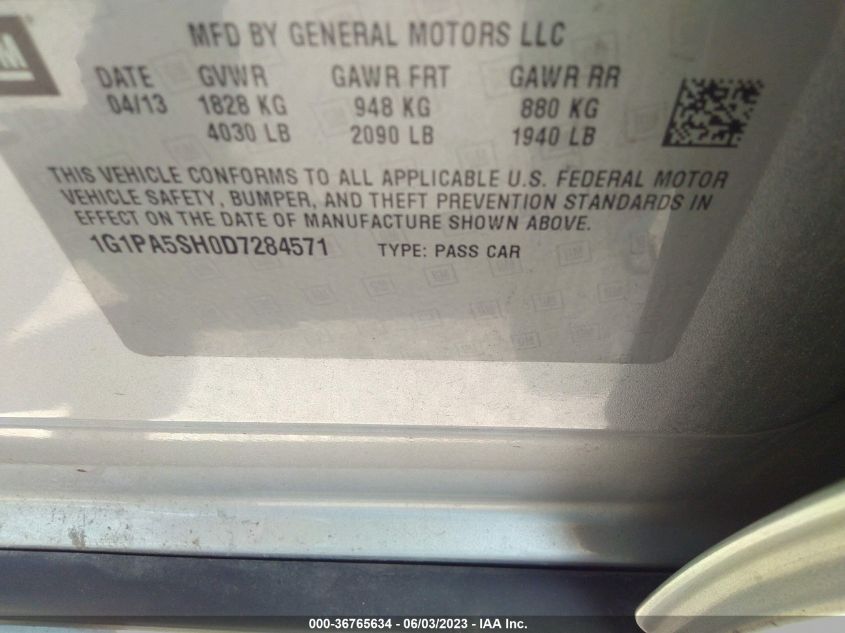 GM
MFD BY GENERAL MOTORS LLC
DATE GVWR GAWR FRT GAWR RR
04/13 1828 KG 948 KG 880 KG
4030 LB 2090 LB 1940 LB
THIS VEHICLE CONFORMS TO ALL APPLICABLE U.S. FEDERAL MOTOR
VEHICLE SAFETY, BUMPER, AND THEFT PREVENTION STANDARDS IN
EFFECT ON THE DATE OF MANUFACTURE SHOWN ABOVE.
1G1PA5SH0D7284571 TYPE: PASS CAR
000-36765634 - 06/03/2023 - IAA Inc.